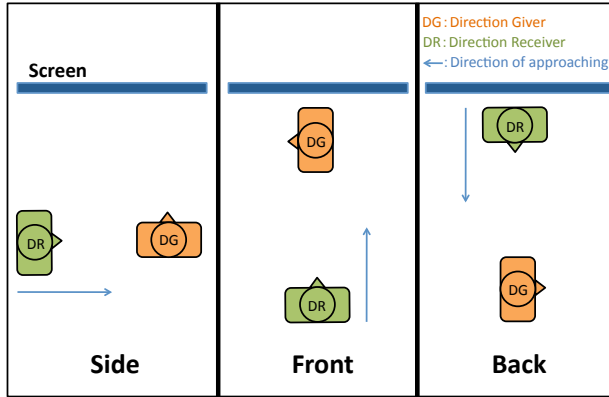 DG: Direction Giver
DR: Direction Receiver
: Direction of approaching
Screen
DG
DR
DR
DG
DR
DG
Side
Front
Back